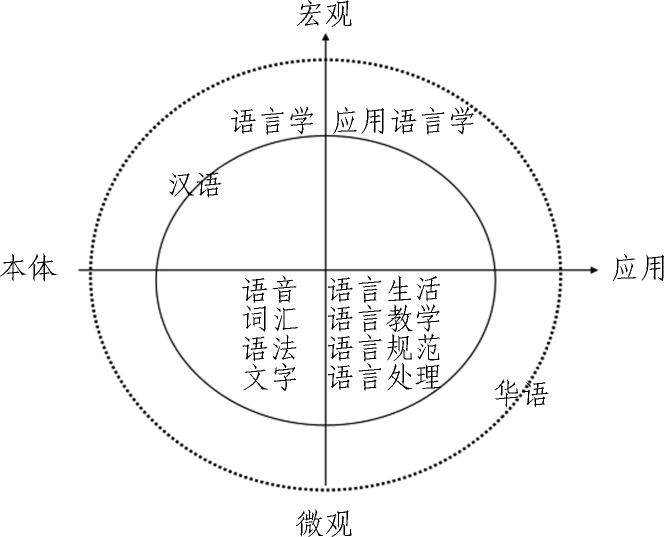 宏观
语言学 应用语言学
汉语
本体 应用
语音 语言生活
词汇 语言教学
语法 语言规范
文字 语言处理
华语
微观